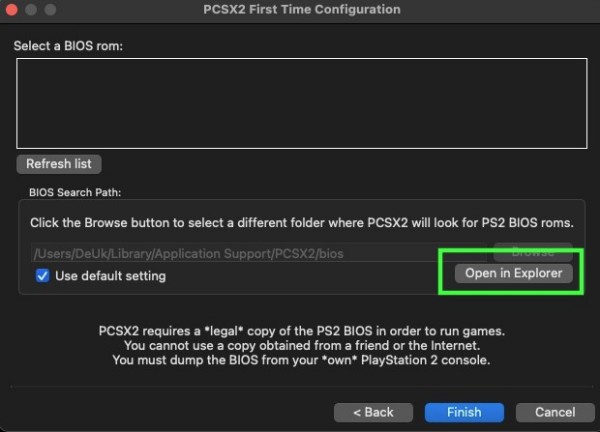 PCSX2 First Time Configuration
Select a BIOS rom:
Refresh list
BIOS Search Path:
Click the Browse button to select a different folder where PCSX2 will look for PS2 BIOS roms.
/Users/DeUk/Library/Application Support/PCSX2/bios
Browse
Use default setting
Open in Explorer
PCSX2 requires a *legal* copy of the PS2 BIOS in order to run games.
You cannot use a copy obtained from a friend or the Internet.
You must dump the BIOS from your *own* PlayStation 2 console.
< Back
Finish
Cancel